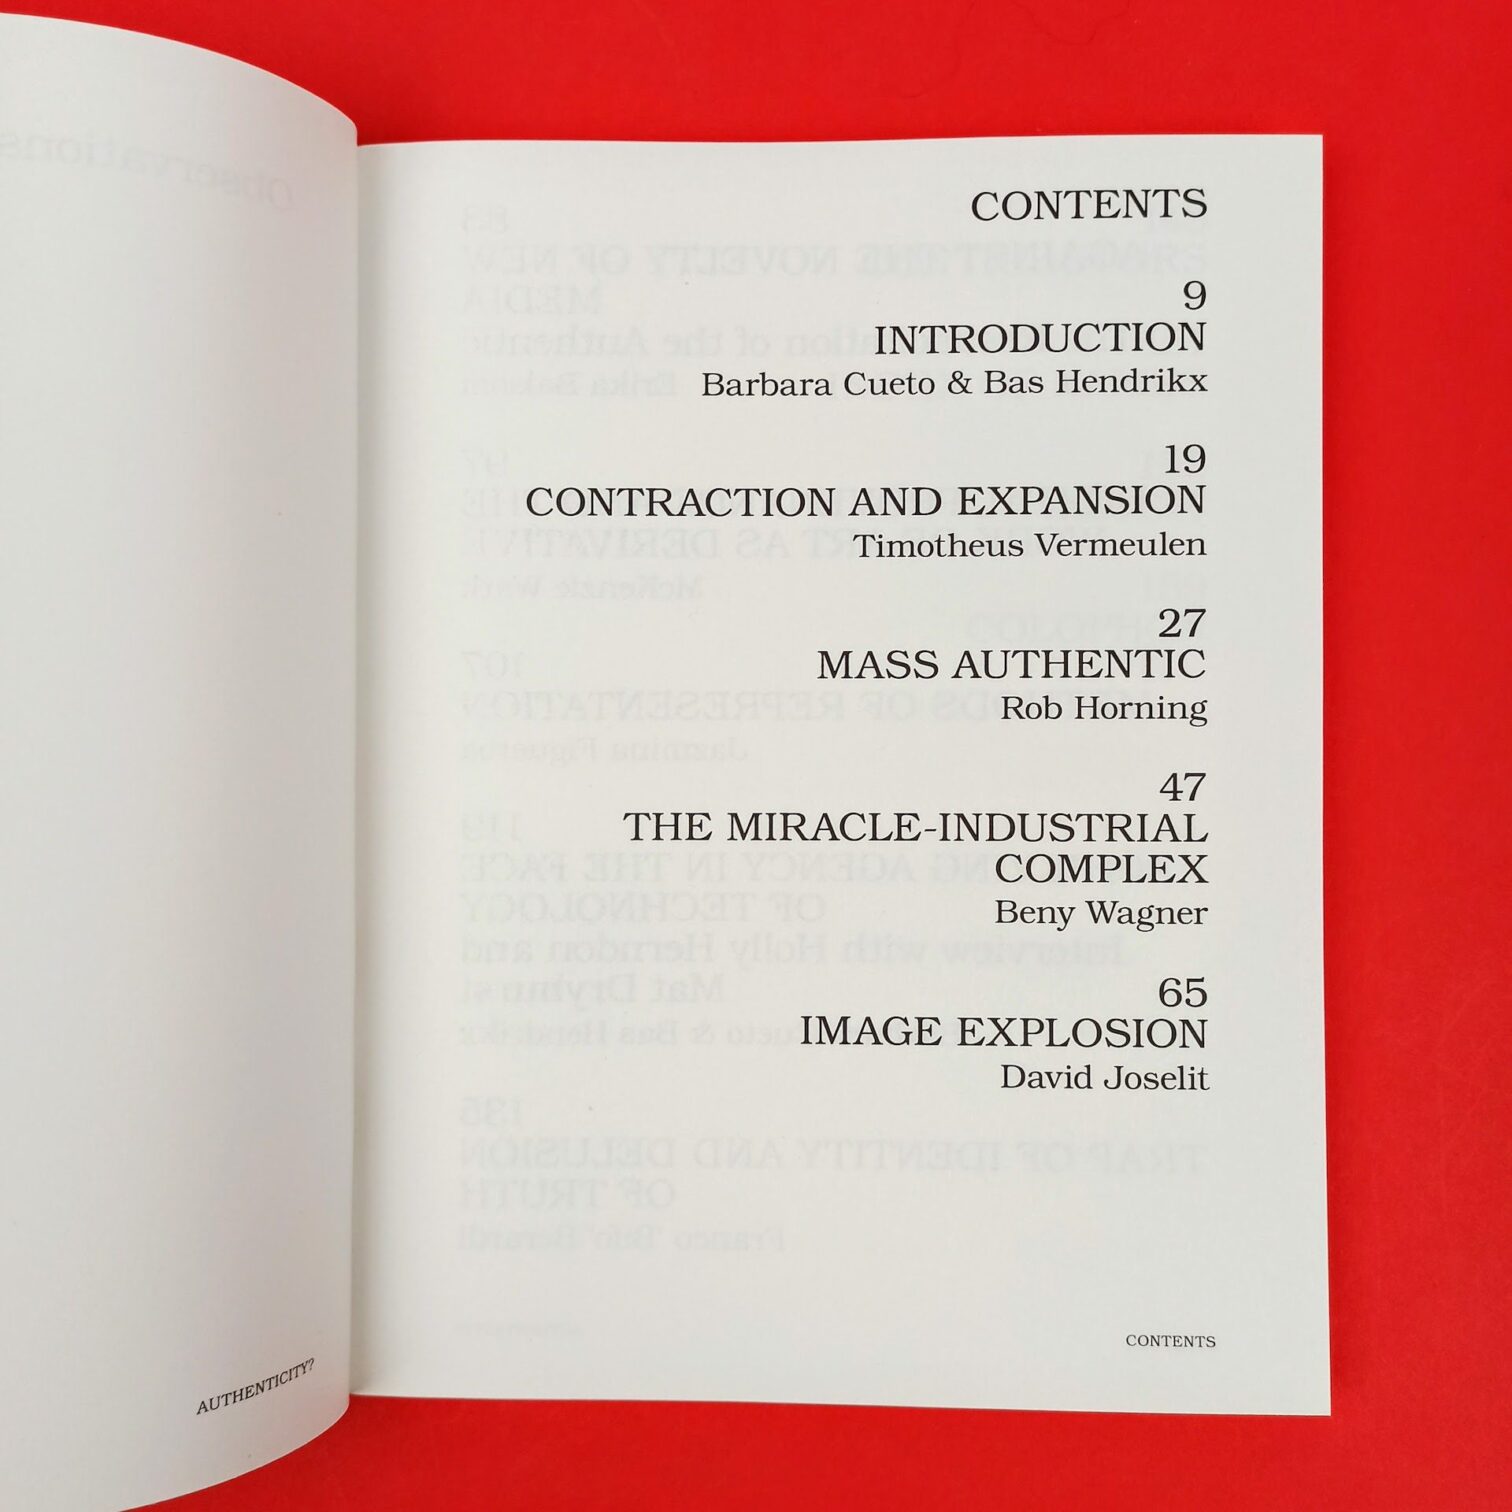 AUTHENTICITY?
CONTENTS
9
INTRODUCTION
Barbara Cueto & Bas Hendrikx
19
CONTRACTION AND EXPANSION
Timotheus Vermeulen
27
MASS AUTHENTIC
Rob Horning
47
THE MIRACLE-INDUSTRIAL
COMPLEX
Beny Wagner
65
IMAGE EXPLOSION
David Joselit
CONTENTS